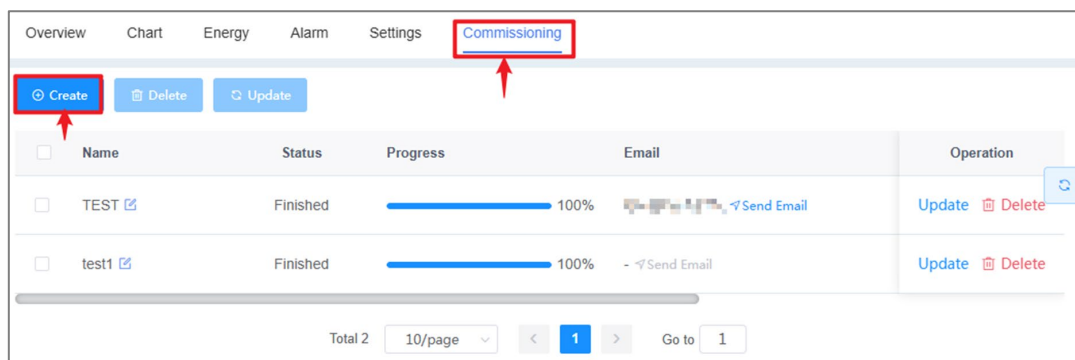 Overview Chart Energy Alarm Settings Commissioning
Create Delete Update
Name Status Progress Email Operation
TEST Finished 100% Send Email Update Delete
test1 Finished 100% - Send Email Update Delete
Total 2 10/page 1 Go to 1